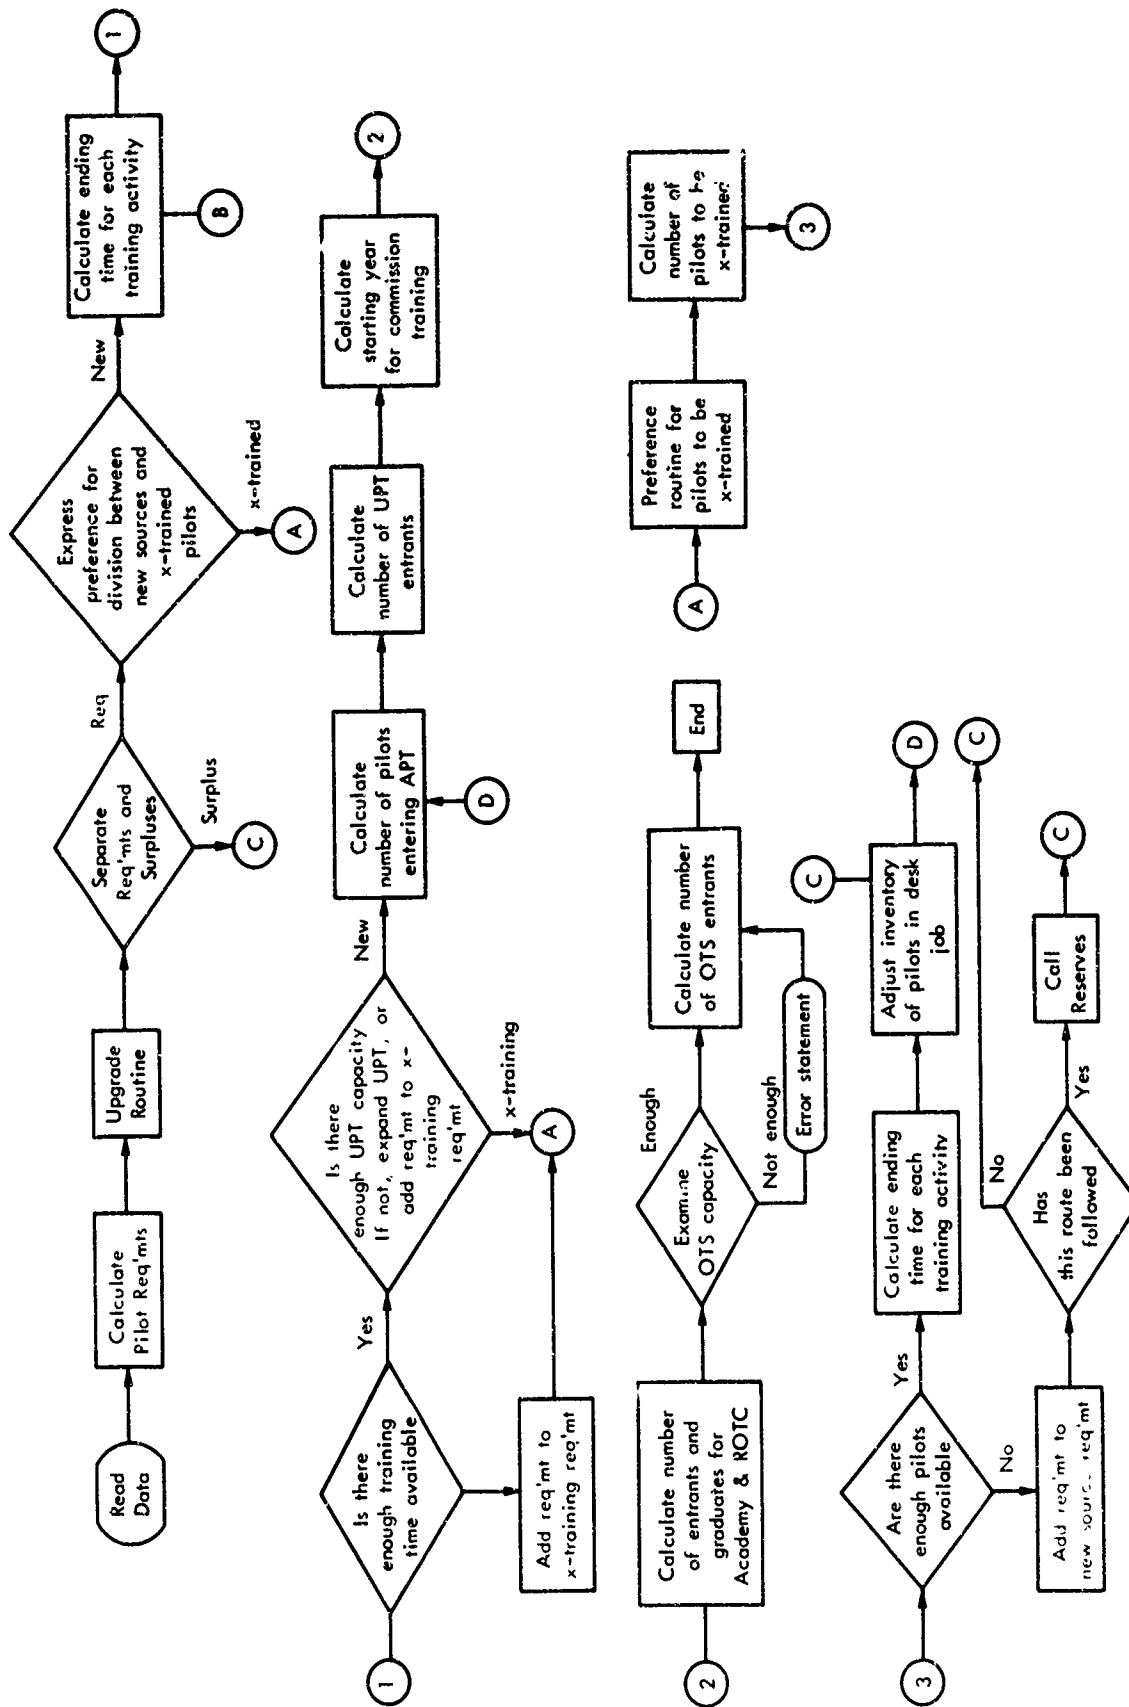 Read
Data
Calculate
Pilot Req'mts
Upgrade
Routine
Separate
Req'mts and
Surpluses
Surplus
C
Req
Express
preference for
division between
new sources and
x-trained
pilots
x-trained
A
New
Calculate ending
time for each
training activity
B
1
1
Is there
enough training
time available
Yes
Add req'mt to
x-training req'mt
Is there
enough UPT capacity
If not, expand UPT, or
add req'mt to x-
training
req'mt
x-training
A
New
Calculate
number of pilots
entering APT
D
Calculate
number of UPT
entrants
Calculate
starting year
for commission
training
2
2
Calculate number
of entrants and
graduates for
Academy & ROTC
Examine
OTS capacity
Enough
Not enough
Error statement
Calculate number
of OTS entrants
End
A
Preference
routine for
pilots to be
x-trained
Calculate
number of
pilots to be
x-trained
3
3
Are there
enough pilots
available
Yes
No
Calculate ending
time for each
training activity
C
Adjust inventory
of pilots in desk
job
D
Add req'mt to
new source req'mt
Has
this route been
followed
No
C
Yes
Call
Reserves
C